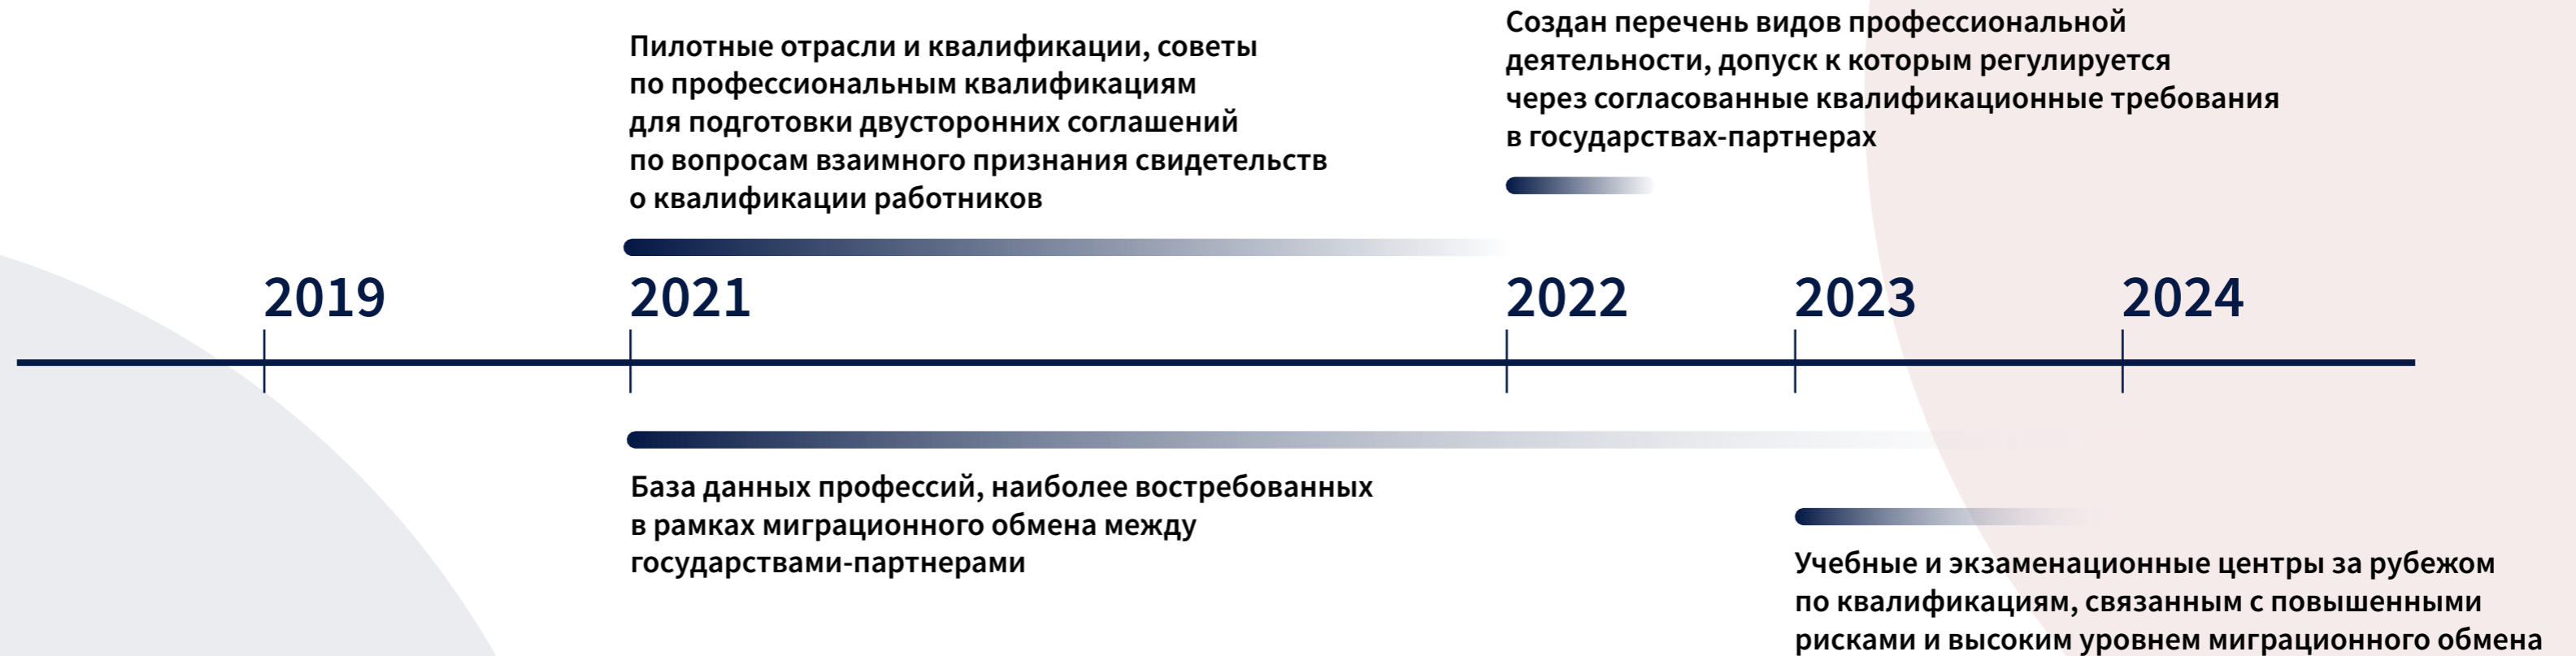 Пилотные отрасли и квалификации, советы
по профессиональным квалификациям
для подготовки двусторонних соглашений
по вопросам взаимного признания свидетельств
о квалификации работников
Создан перечень видов профессиональной
деятельности, допуск к которым регулируется
через согласованные квалификационные требования
в государствах-партнерах
2019
2021
2022
2023
2024
База данных профессий, наиболее востребованных
в рамках миграционного обмена между
государствами-партнерами
Учебные и экзаменационные центры за рубежом
по квалификациям, связанным с повышенными
рисками и высоким уровнем миграционного обмена